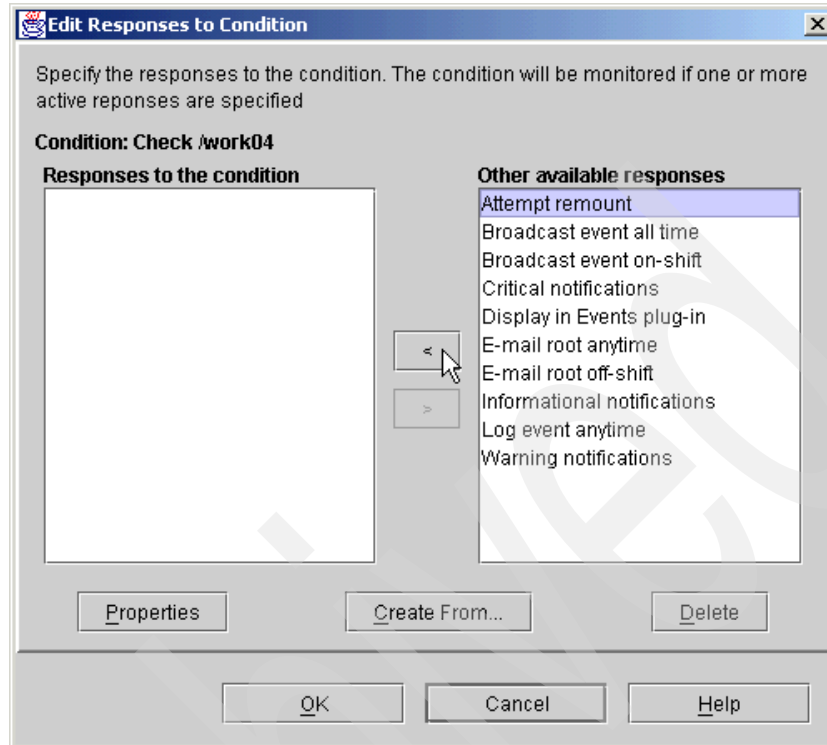 Edit Responses to Condition
Specify the responses to the condition. The condition will be monitored if one or more
active reponses are specified
Condition: Check /work04
Responses to the condition
Other available responses
Attempt remount
Broadcast event all time
Broadcast event on-shift
Critical notifications
Display in Events plug-in
E-mail root anytime
E-mail root off-shift
Informational notifications
Log event anytime
Warning notifications
<
>
Properties
Create From...
Delete
OK
Cancel
Help